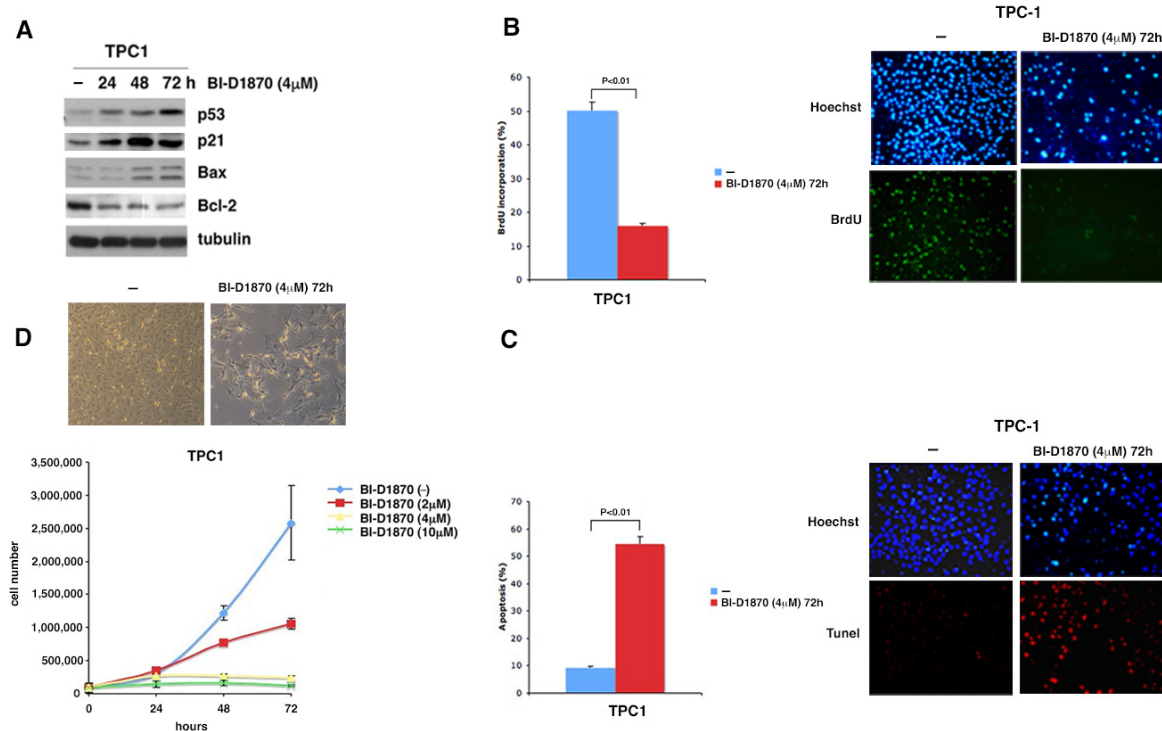 A
TPC1
– 24 48 72 h BI-D1870 (4μM)
p53
p21
Bax
Bcl-2
tubulin
B
60
50
40
30
20
10
0
BrdU incorporation (%)
P<0.01
TPC1
–
BI-D1870 (4μM) 72h
TPC-1
– BI-D1870 (4μM) 72h
Hoechst
BrdU
D
– BI-D1870 (4μM) 72h
TPC1
3,500,000
3,000,000
2,500,000
2,000,000
1,500,000
1,000,000
500,000
0
cell number
0 24 48 72
hours
BI-D1870 (–)
BI-D1870 (2μM)
BI-D1870 (4μM)
BI-D1870 (10μM)
C
70
60
50
40
30
20
10
0
Apoptosis (%)
P<0.01
TPC1
–
BI-D1870 (4μM) 72h
TPC-1
– BI-D1870 (4μM) 72h
Hoechst
Tunel